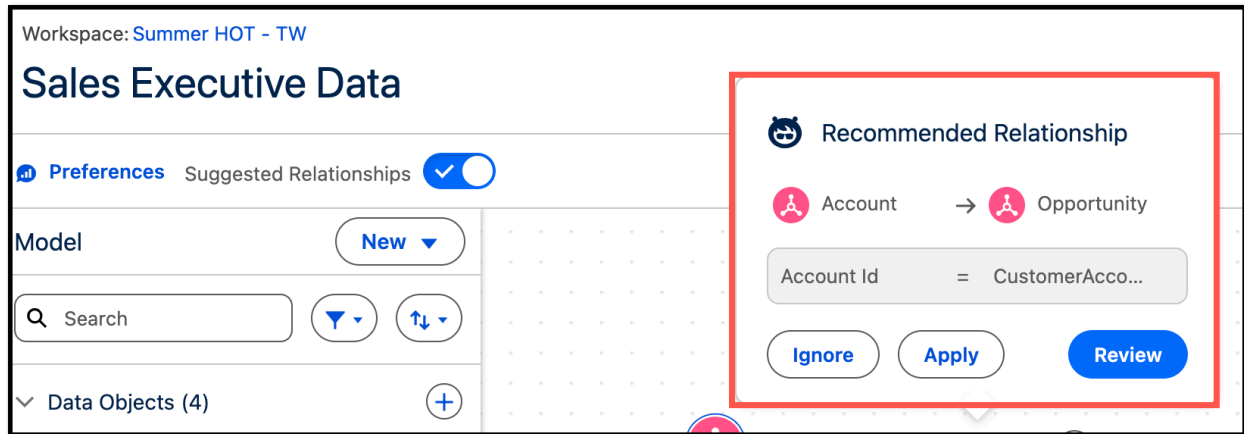 Workspace: Summer HOT - TW
Sales Executive Data
Preferences Suggested Relationships
Model
New
Search
Data Objects (4)
Recommended Relationship
Account → Opportunity
Account Id = CustomerAcco...
Ignore Apply Review